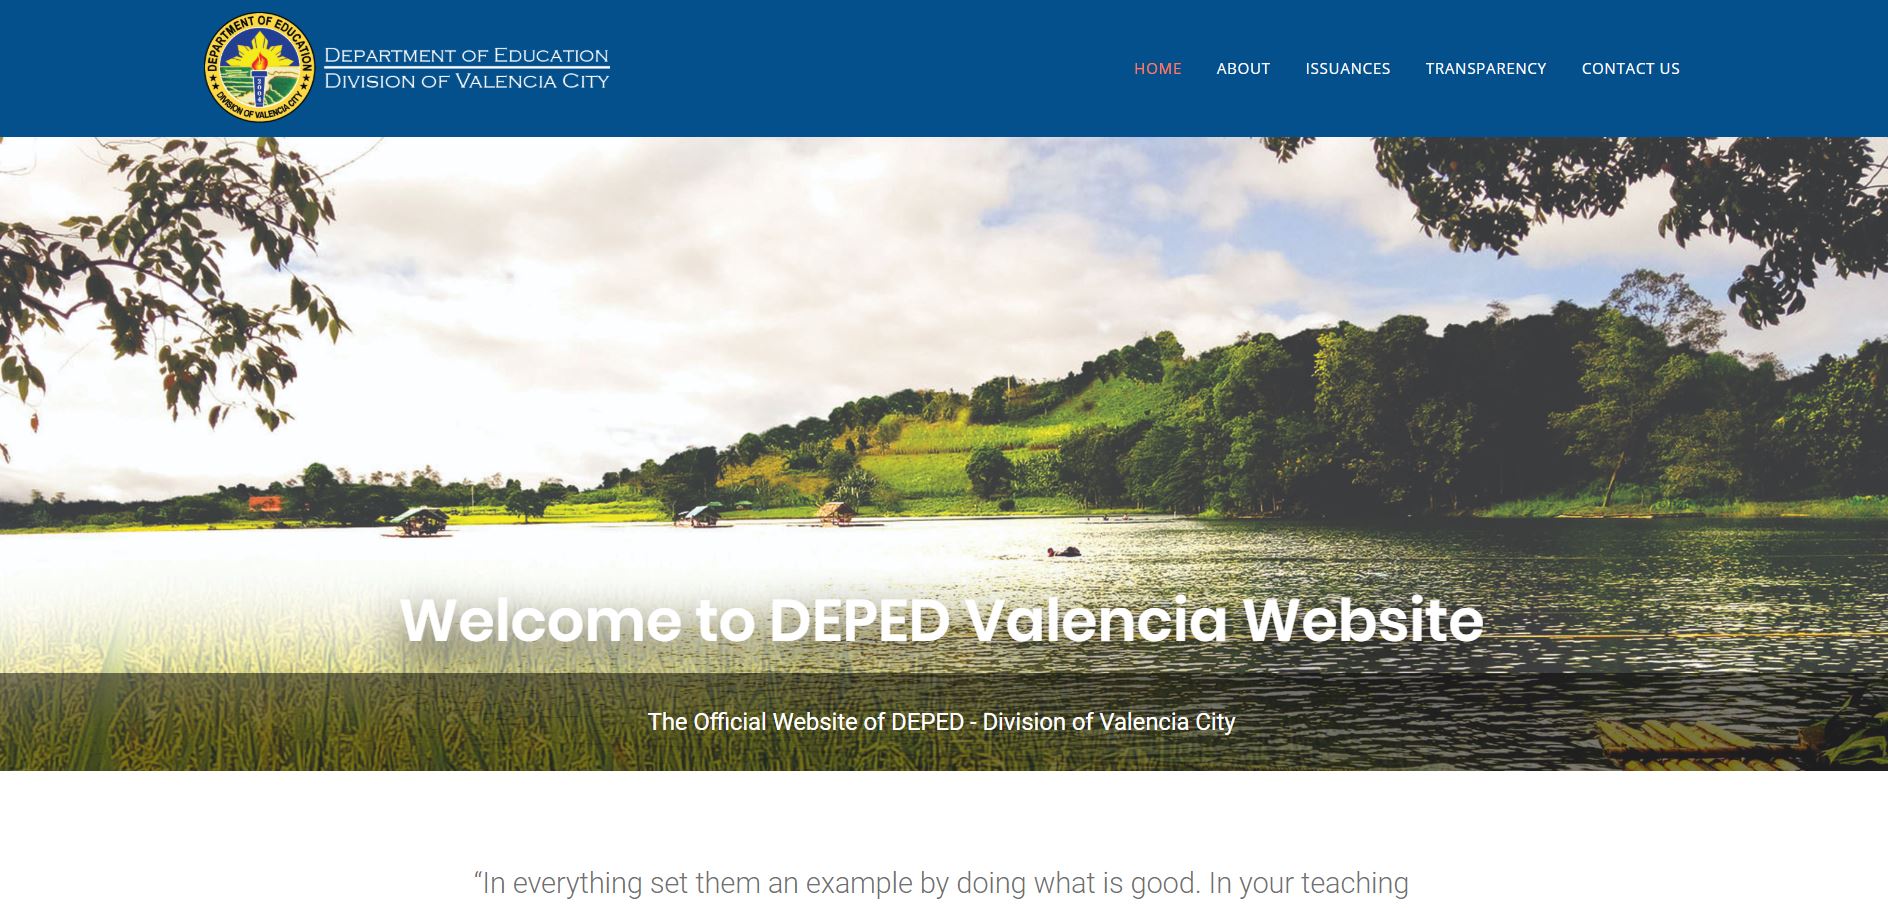 DEPARTMENT OF EDUCATION
2004
DIVISION OF VALENCIA CITY
DEPARTMENT OF EDUCATION
DIVISION OF VALENCIA CITY
HOME ABOUT ISSUANCES TRANSPARENCY CONTACT US
Welcome to DEPED Valencia Website
The Official Website of DEPED - Division of Valencia City
“In everything set them an example by doing what is good. In your teaching